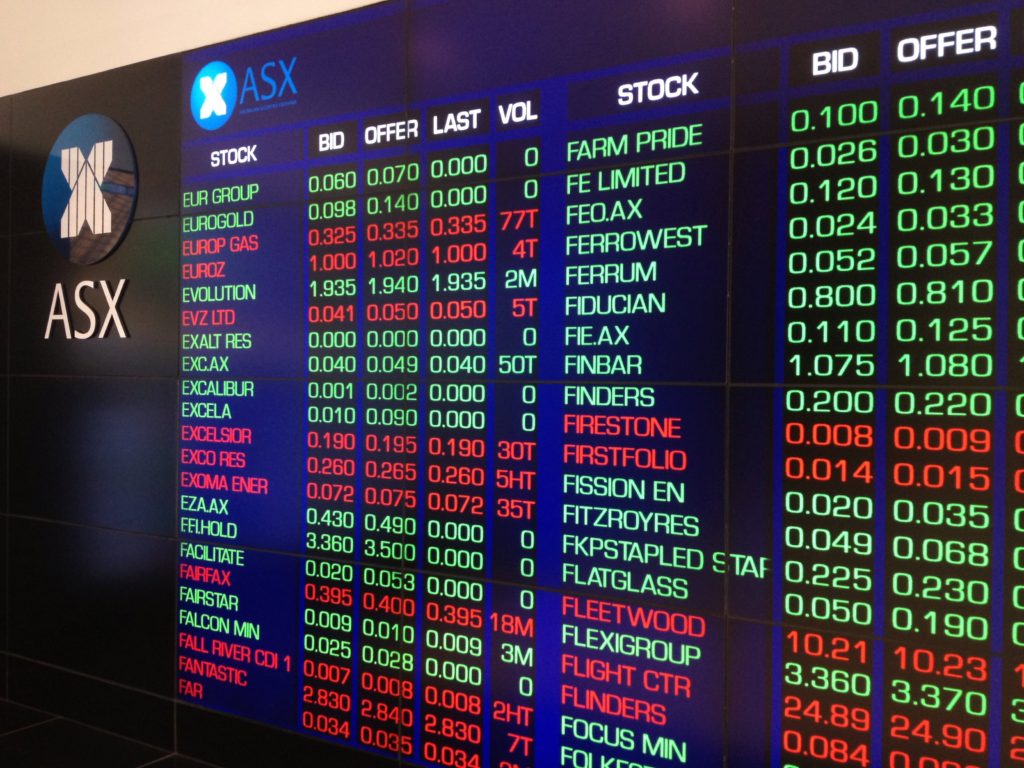 ASX
ASX
STOCK BID OFFER LAST VOL
EUR GROUP 0.060 0.070 0.000 0
EUROGOLD 0.098 0.140 0.000 0
EUROP GAS 0.325 0.335 0.335 77T
EUROZ 1.000 1.020 1.000 4T
EVOLUTION 1.935 1.940 1.935 2M
EVZ LTD 0.041 0.050 0.050 5T
EXALT RES 0.000 0.000 0.000 0
EXC.AX 0.040 0.049 0.040 50T
EXCALIBUR 0.001 0.002 0.000 0
EXCELA 0.010 0.090 0.000 0
EXCELSIOR 0.190 0.195 0.190 30T
EXCO RES 0.260 0.265 0.260 5HT
EXOMA ENER 0.072 0.075 0.072 35T
EZA.AX 0.430 0.490 0.000 0
FFI.HOLD 3.360 3.500 0.000 0
FACILITATE 0.020 0.053 0.000 0
FAIRFAX 0.395 0.400 0.395 18M
FAIRSTAR 0.009 0.010 0.009 3M
FALCON MIN 0.025 0.028 0.000 0
FALL RIVER CDI 1 0.007 0.008 0.008 2HT
FANTASTIC 2.830 2.840 2.830 7T
FAR 0.034 0.035 0.034
STOCK BID OFFER
FARM PRIDE 0.100 0.140
FE LIMITED 0.026 0.030
FEO.AX 0.120 0.130
FERROWEST 0.024 0.033
FERRUM 0.052 0.057
FIDUCIAN 0.800 0.810
FIE.AX 0.110 0.125
FINBAR 1.075 1.080
FINDERS 0.200 0.220
FIRESTONE 0.008 0.009
FIRSTFOLIO 0.014 0.015
FISSION EN 0.020 0.035
FITZROYRES 0.049 0.068
FKPSTAPLED STAP 0.225 0.230
FLATGLASS 0.050 0.190
FLEETWOOD 10.21 10.23
FLEXIGROUP 3.360 3.370
FLIGHT CTR 24.89 24.90
FLINDERS 0.084
FOCUS MIN